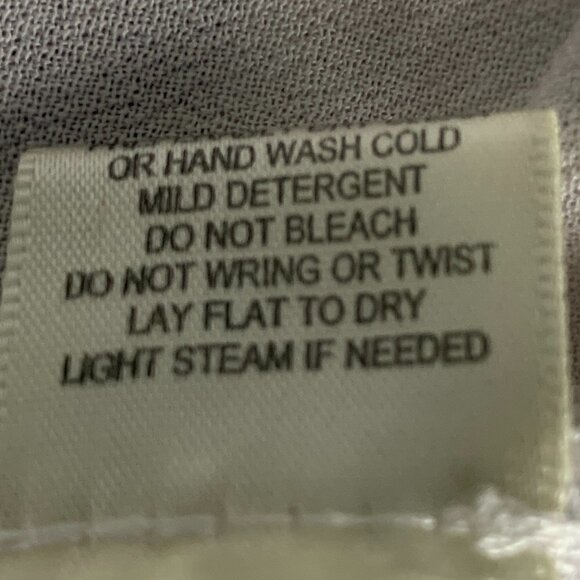 OR HAND WASH COLD
MILD DETERGENT
DO NOT BLEACH
DO NOT WRING OR TWIST
LAY FLAT TO DRY
LIGHT STEAM IF NEEDED